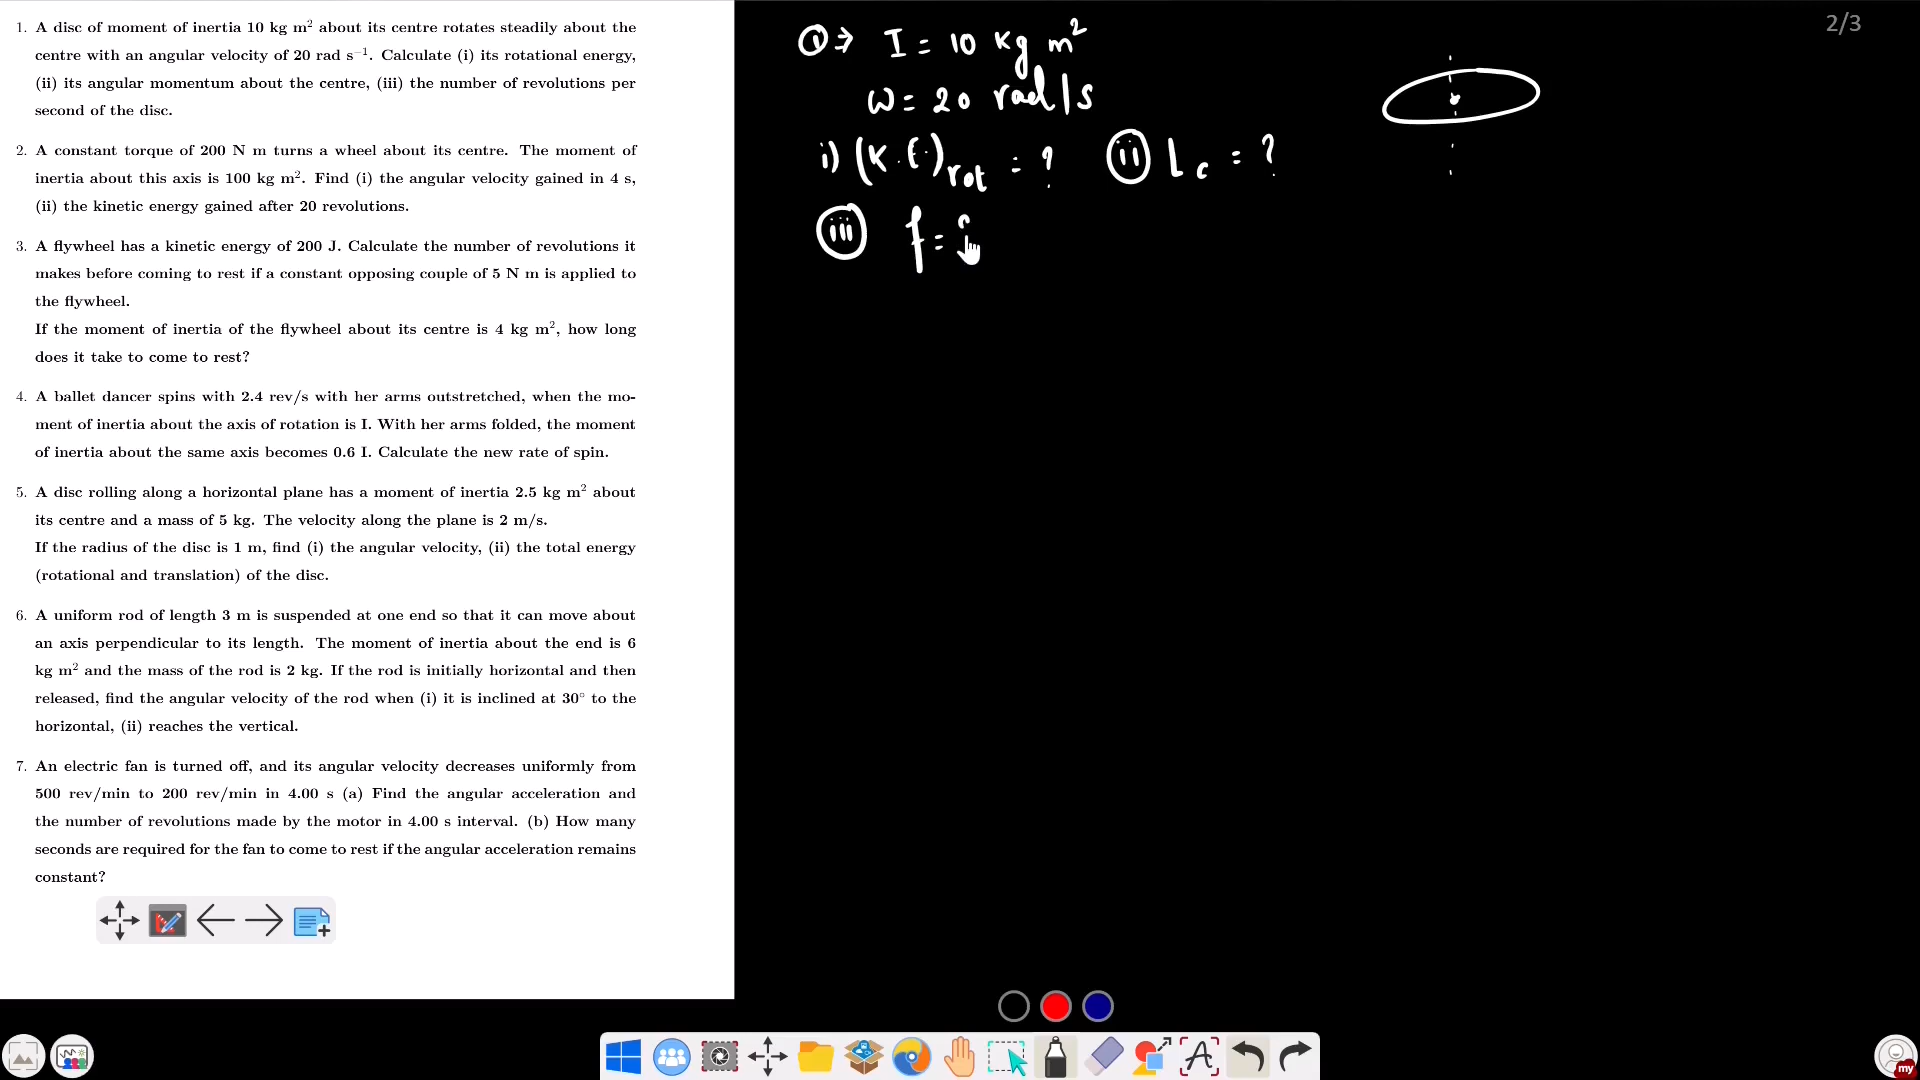 1. A disc of moment of inertia 10 kg m² about its centre rotates steadily about the
centre with an angular velocity of 20 rad s⁻¹. Calculate (i) its rotational energy,
(ii) its angular momentum about the centre, (iii) the number of revolutions per
second of the disc.
2. A constant torque of 200 N m turns a wheel about its centre. The moment of
inertia about this axis is 100 kg m². Find (i) the angular velocity gained in 4 s,
(ii) the kinetic energy gained after 20 revolutions.
3. A flywheel has a kinetic energy of 200 J. Calculate the number of revolutions it
makes before coming to rest if a constant opposing couple of 5 N m is applied to
the flywheel.
If the moment of inertia of the flywheel about its centre is 4 kg m², how long
does it take to come to rest?
4. A ballet dancer spins with 2.4 rev/s with her arms outstretched, when the mo-
ment of inertia about the axis of rotation is I. With her arms folded, the moment
of inertia about the same axis becomes 0.6 I. Calculate the new rate of spin.
5. A disc rolling along a horizontal plane has a moment of inertia 2.5 kg m² about
its centre and a mass of 5 kg. The velocity along the plane is 2 m/s.
If the radius of the disc is 1 m, find (i) the angular velocity, (ii) the total energy
(rotational and translation) of the disc.
6. A uniform rod of length 3 m is suspended at one end so that it can move about
an axis perpendicular to its length. The moment of inertia about the end is 6
kg m² and the mass of the rod is 2 kg. If the rod is initially horizontal and then
released, find the angular velocity of the rod when (i) it is inclined at 30° to the
horizontal, (ii) reaches the vertical.
7. An electric fan is turned off, and its angular velocity decreases uniformly from
500 rev/min to 200 rev/min in 4.00 s (a) Find the angular acceleration and
the number of revolutions made by the motor in 4.00 s interval. (b) How many
seconds are required for the fan to come to rest if the angular acceleration remains
constant?
① → I = 10 kg m²
ω = 20 rad/s
i) (K.E.)rot = ? (ii) Lc = ?
(iii) f =
2/3
my